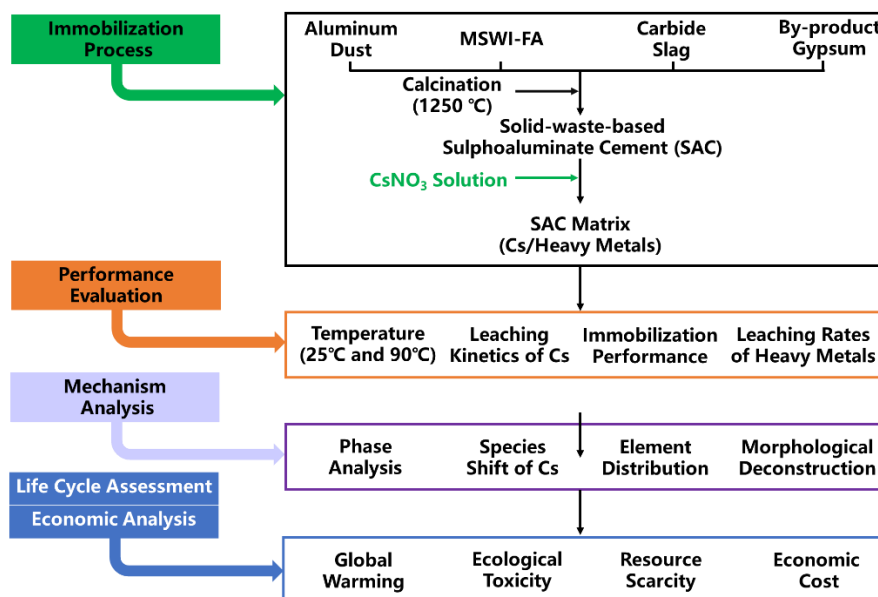 Immobilization
Process
Aluminum
Dust
MSWI-FA
Carbide
Slag
By-product
Gypsum
Calcination
(1250 ℃)
Solid-waste-based
Sulphoaluminate Cement (SAC)
CsNO₃ Solution
SAC Matrix
(Cs/Heavy Metals)
Performance
Evaluation
Temperature
(25℃ and 90℃)
Leaching
Kinetics of Cs
Immobilization
Performance
Leaching Rates
of Heavy Metals
Mechanism
Analysis
Phase
Analysis
Species
Shift of Cs
Element
Distribution
Morphological
Deconstruction
Life Cycle Assessment
Economic Analysis
Global
Warming
Ecological
Toxicity
Resource
Scarcity
Economic
Cost